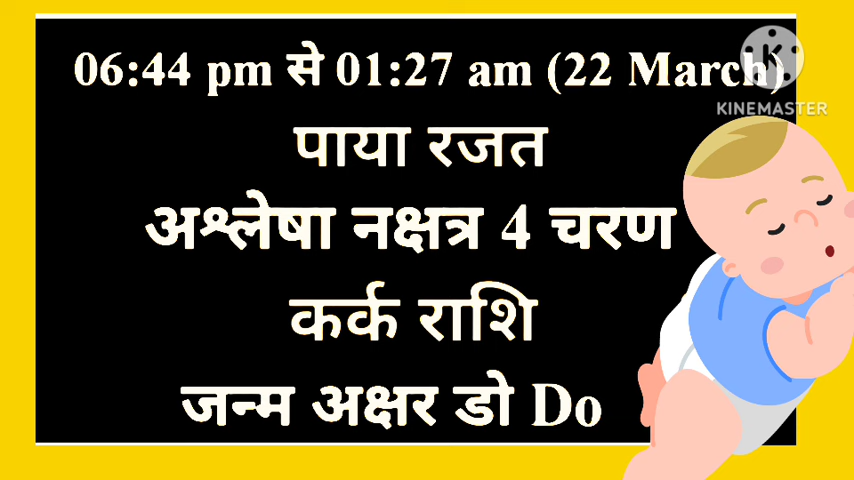 06:44 pm से 01:27 am (22 March)
KINEMASTER
पाया रजत
अश्लेषा नक्षत्र 4 चरण
कर्क राशि
जन्म अक्षर डो Do